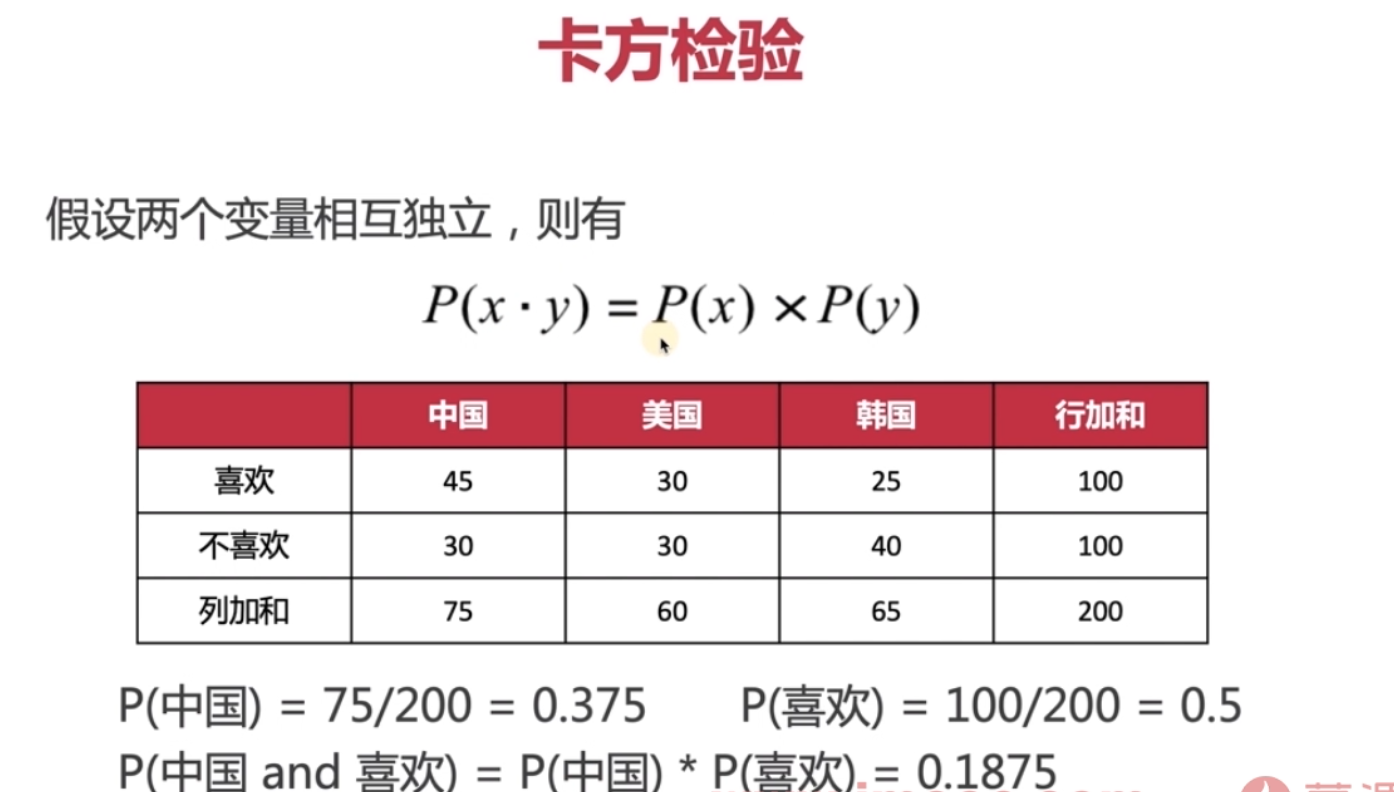 卡方检验
假设两个变量相互独立，则有
P(x · y) = P(x) × P(y)
中国 美国 韩国 行加和
喜欢 45 30 25 100
不喜欢 30 30 40 100
列加和 75 60 65 200
P(中国) = 75/200 = 0.375 P(喜欢) = 100/200 = 0.5
P(中国 and 喜欢) = P(中国) * P(喜欢) = 0.1875